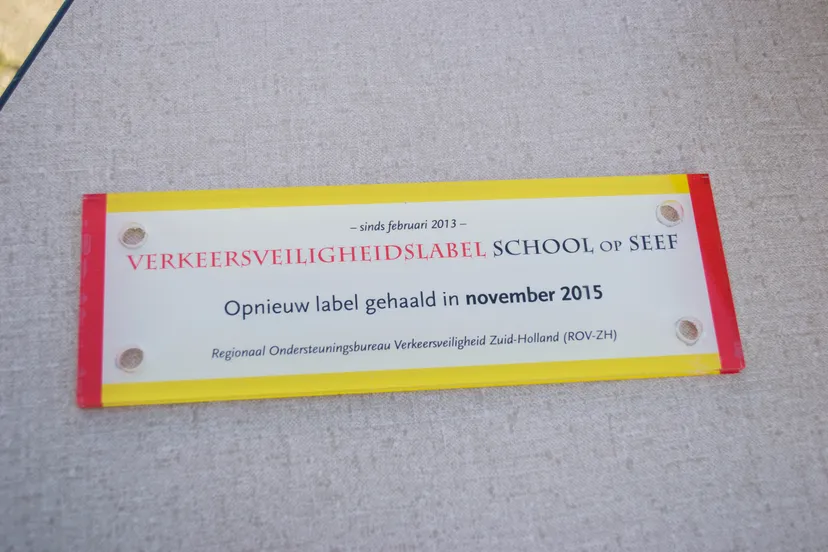 – sinds februari 2013 –
VERKEERSVEILIGHEIDSLABEL SCHOOL OP SEEF
Opnieuw label gehaald in november 2015
Regionaal Ondersteuningsbureau Verkeersveiligheid Zuid-Holland (ROV-ZH)